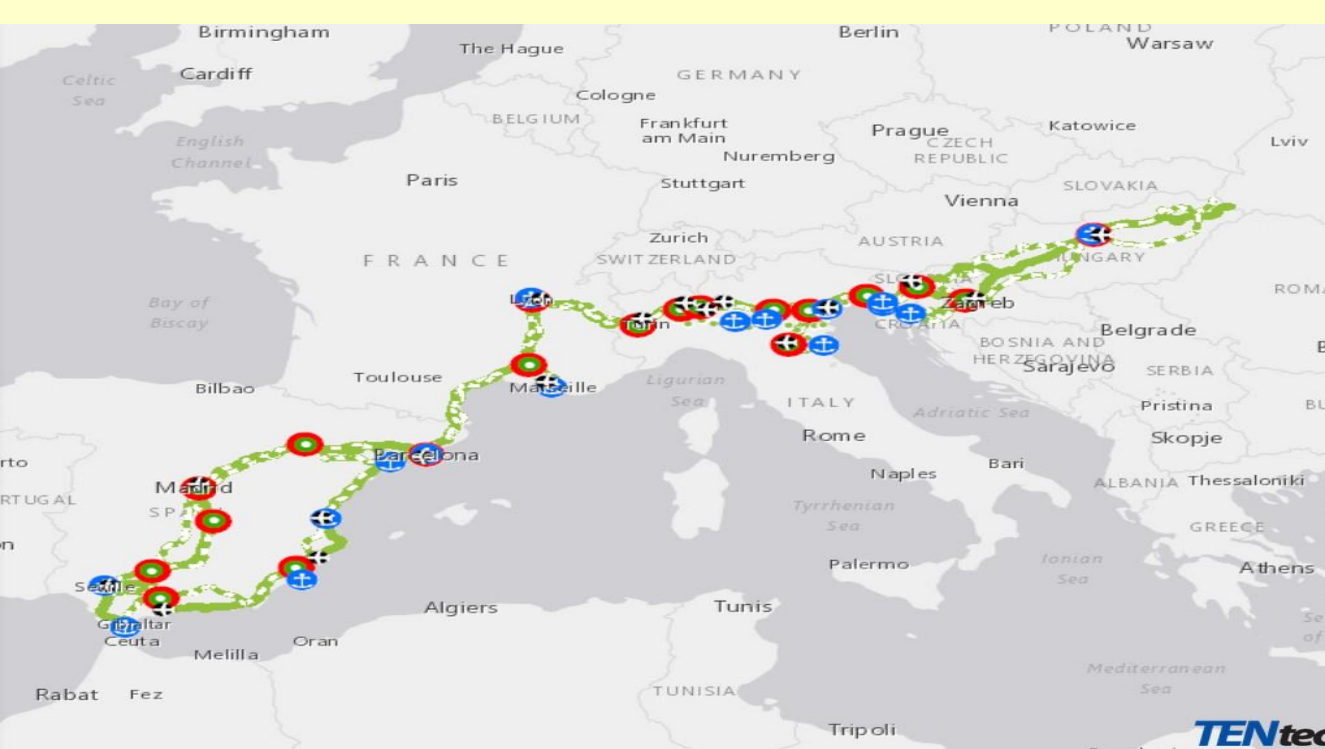 Birmingham
Berlin
POLAND
Warsaw
The Hague
Celtic
Sea
Cardiff
GERMANY
Cologne
BELGIUM
Frankfurt
am Main
Prague
Katowice
English
Channel
CZECH
REPUBLIC
Lviv
Nuremberg
Paris
Stuttgart
SLOVAKIA
Vienna
Zurich
AUSTRIA
FRANCE
SWITZERLAND
Bay of
Biscay
Lyon
Zagreb
Torin
CROATIA
Belgrade
BOSNIA AND
HERZEGOVINA
Sarajevo
SERBIA
Bilbao
Toulouse
Marseille
Ligurian
Sea
ITALY
Adriatic Sea
Pristina
Rome
Skopje
Barcelona
Naples
Bari
ALBANIA
Thessaloniki
Madrid
Tyrrhenian
Sea
GREECE
Palermo
Ionian
Sea
Athens
Seville
Algiers
Tunis
Gibraltar
Ceuta
Oran
Melilla
Mediterranean
Sea
Rabat
Fez
TUNISIA
Tripoli
TENtec